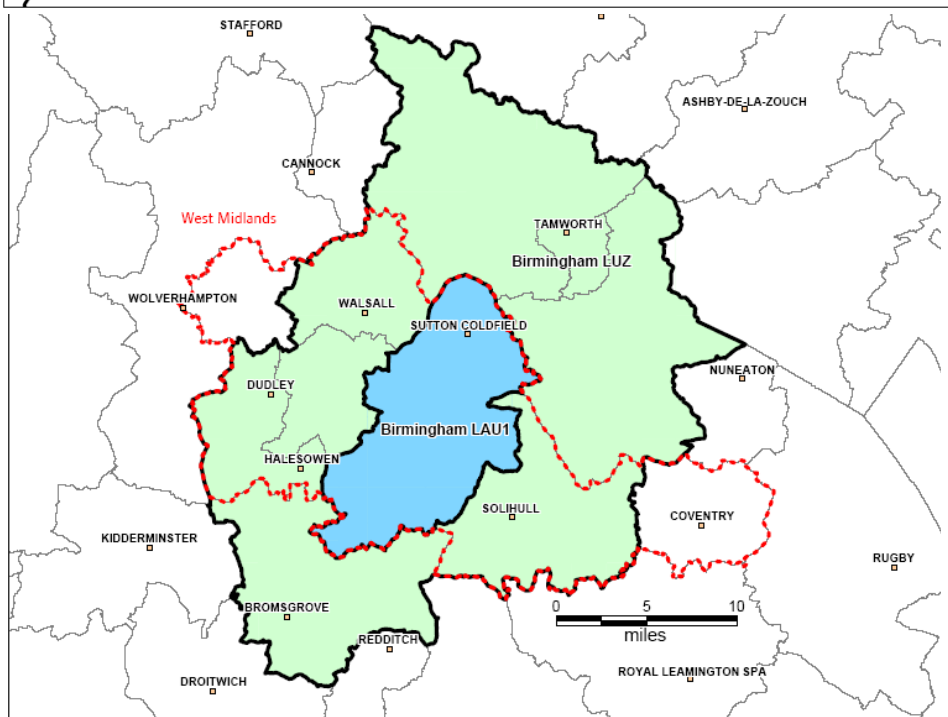 STAFFORD
ASHBY-DE-LA-ZOUCH
CANNOCK
West Midlands
TAMWORTH
Birmingham LUZ
WOLVERHAMPTON
WALSALL
SUTTON COLDFIELD
NUNEATON
DUDLEY
Birmingham LAU1
HALESOWEN
SOLIHULL
COVENTRY
KIDDERMINSTER
RUGBY
BROMSGROVE
0 5 10
miles
REDDITCH
ROYAL LEAMINGTON SPA
DROITWICH